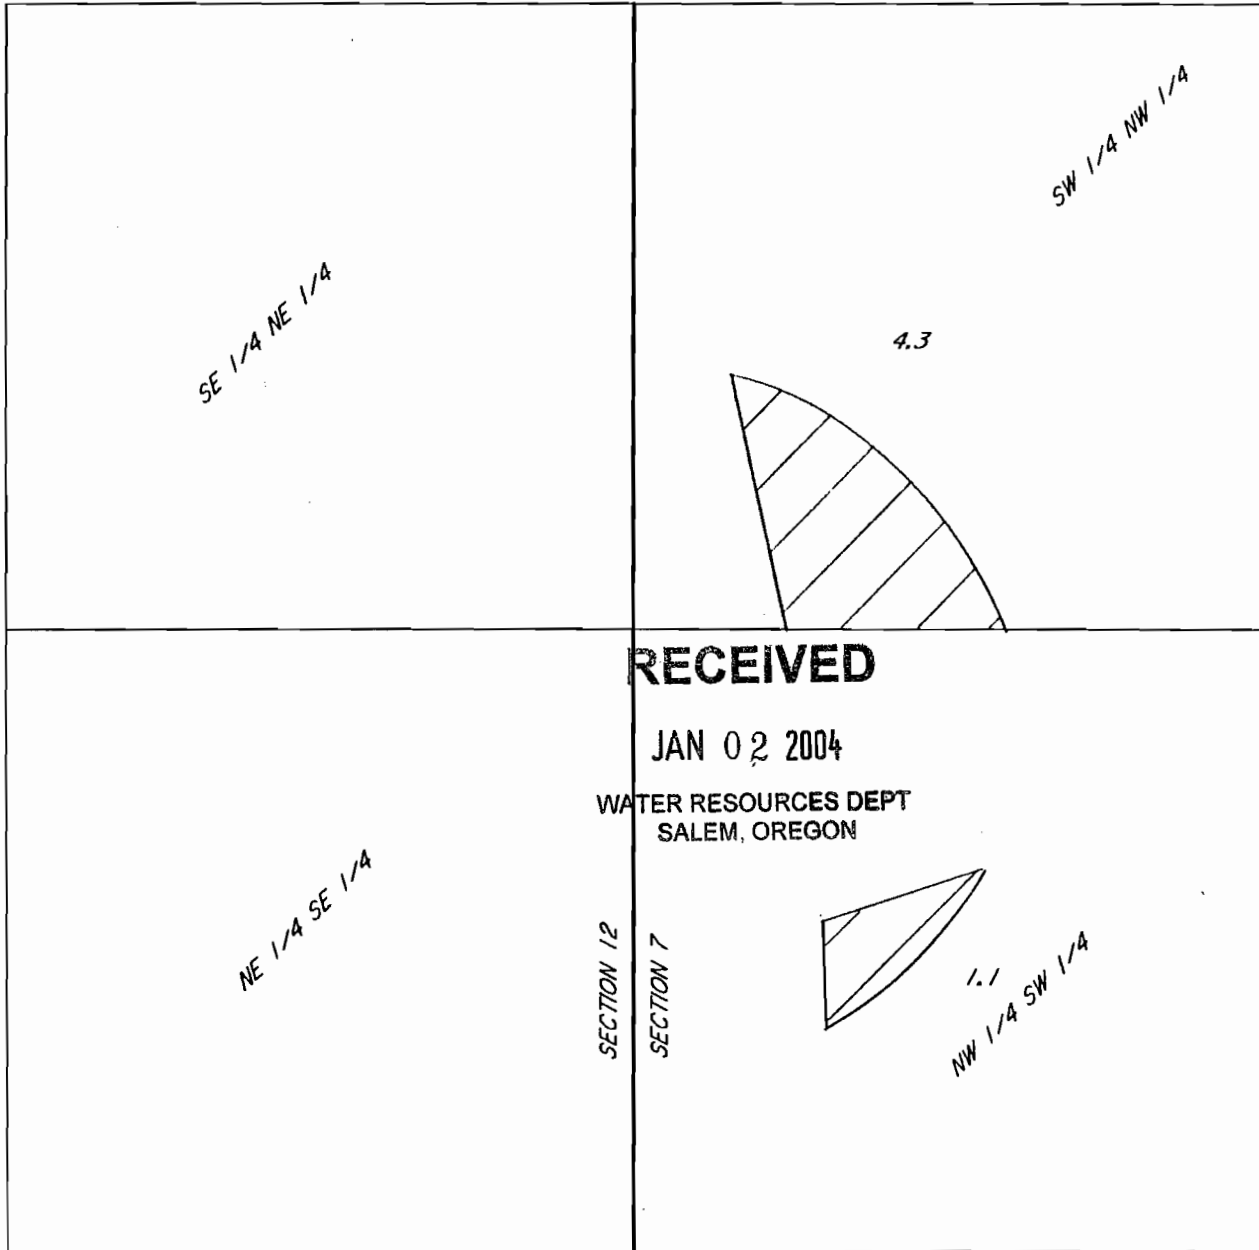 SW 1/4 NW 1/4
SE 1/4 NE 1/4
4.3
RECEIVED
JAN 02 2004
WATER RESOURCES DEPT
SALEM, OREGON
NE 1/4 SE 1/4
SECTION 12
SECTION 7
1.1
NW 1/4 SW 1/4